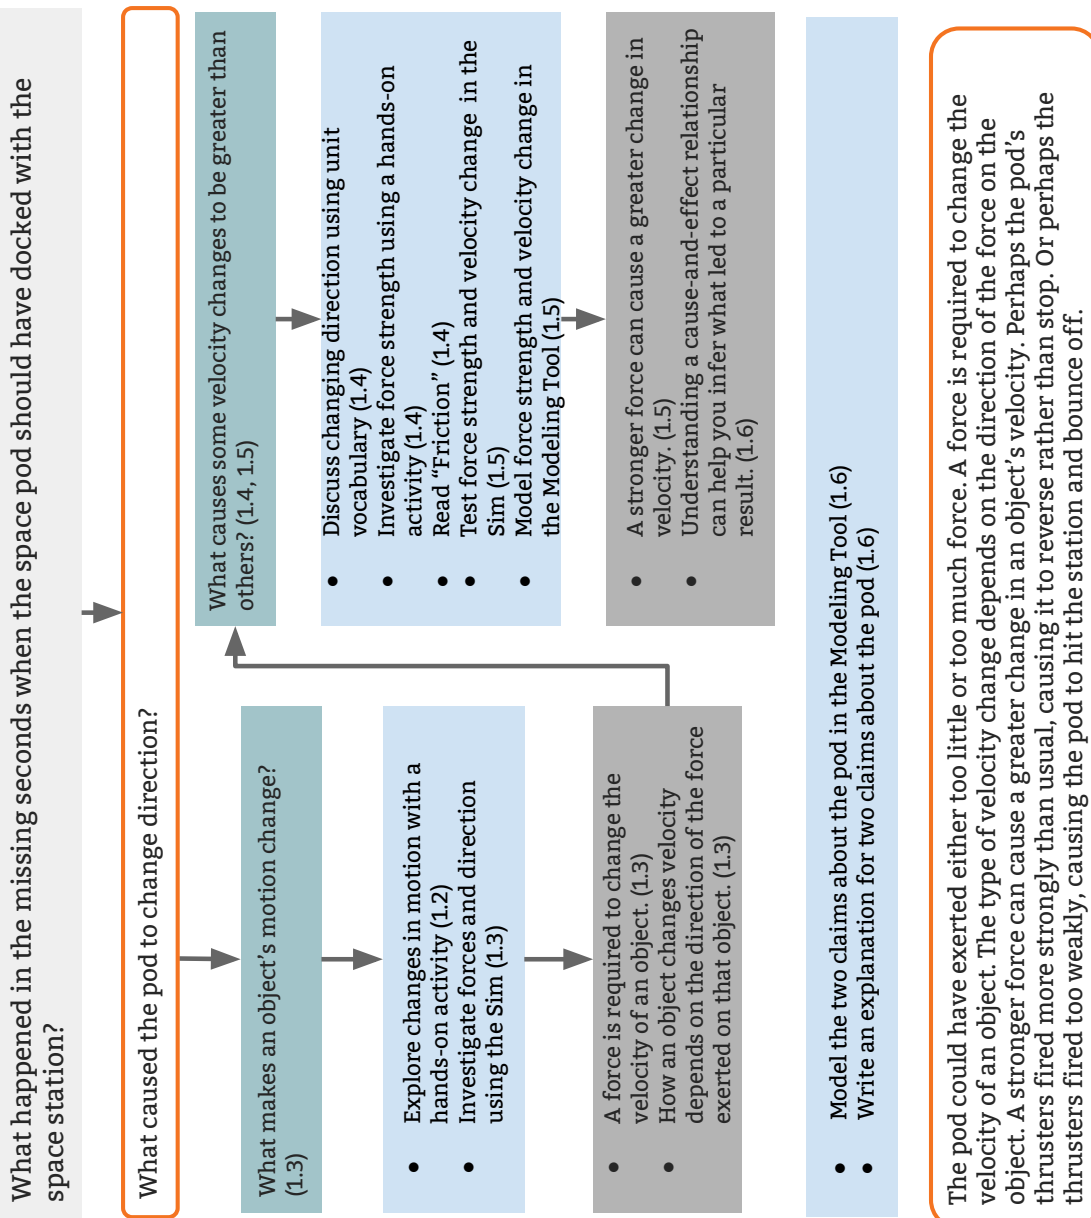 What happened in the missing seconds when the space pod should have docked with the
space station?
What caused the pod to change direction?
What makes an object's motion change?
(1.3)
• Explore changes in motion with a
hands-on activity (1.2)
• Investigate forces and direction
using the Sim (1.3)
• A force is required to change the
velocity of an object. (1.3)
• How an object changes velocity
depends on the direction of the force
exerted on that object. (1.3)
What causes some velocity changes to be greater than
others? (1.4, 1.5)
• Discuss changing direction using unit
vocabulary (1.4)
• Investigate force strength using a hands-on
activity (1.4)
• Read “Friction” (1.4)
• Test force strength and velocity change in the
Sim (1.5)
• Model force strength and velocity change in
the Modeling Tool (1.5)
• A stronger force can cause a greater change in
velocity. (1.5)
• Understanding a cause-and-effect relationship
can help you infer what led to a particular
result. (1.6)
• Model the two claims about the pod in the Modeling Tool (1.6)
• Write an explanation for two claims about the pod (1.6)
The pod could have exerted either too little or too much force. A force is required to change the
velocity of an object. The type of velocity change depends on the direction of the force on the
object. A stronger force can cause a greater change in an object's velocity. Perhaps the pod's
thrusters fired more strongly than usual, causing it to reverse rather than stop. Or perhaps the
thrusters fired too weakly, causing the pod to hit the station and bounce off.